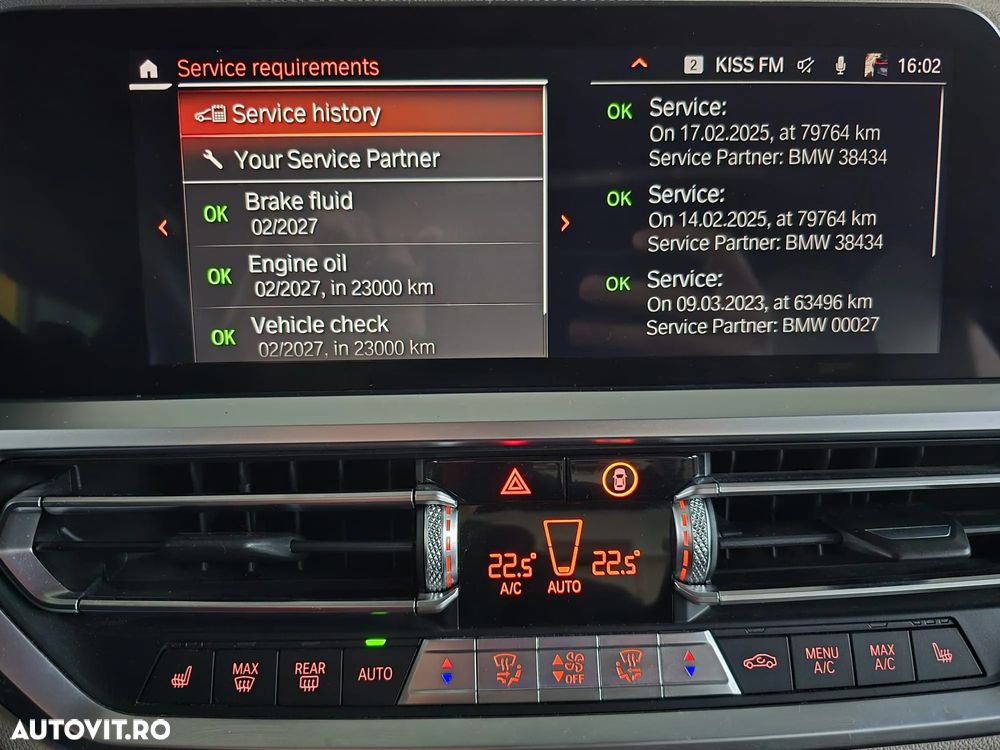 Service requirements
2 KISS FM 16:02
Service history
Your Service Partner
OK Brake fluid
02/2027
OK Engine oil
02/2027, in 23000 km
OK Vehicle check
02/2027, in 23000 km
OK Service:
On 17.02.2025, at 79764 km
Service Partner: BMW 38434
OK Service:
On 14.02.2025, at 79764 km
Service Partner: BMW 38434
OK Service:
On 09.03.2023, at 63496 km
Service Partner: BMW 00027
22.5° 22.5°
A/C AUTO
MAX
REAR
AUTO
OFF
MENU
A/C
MAX
A/C
AUTOVIT.RO